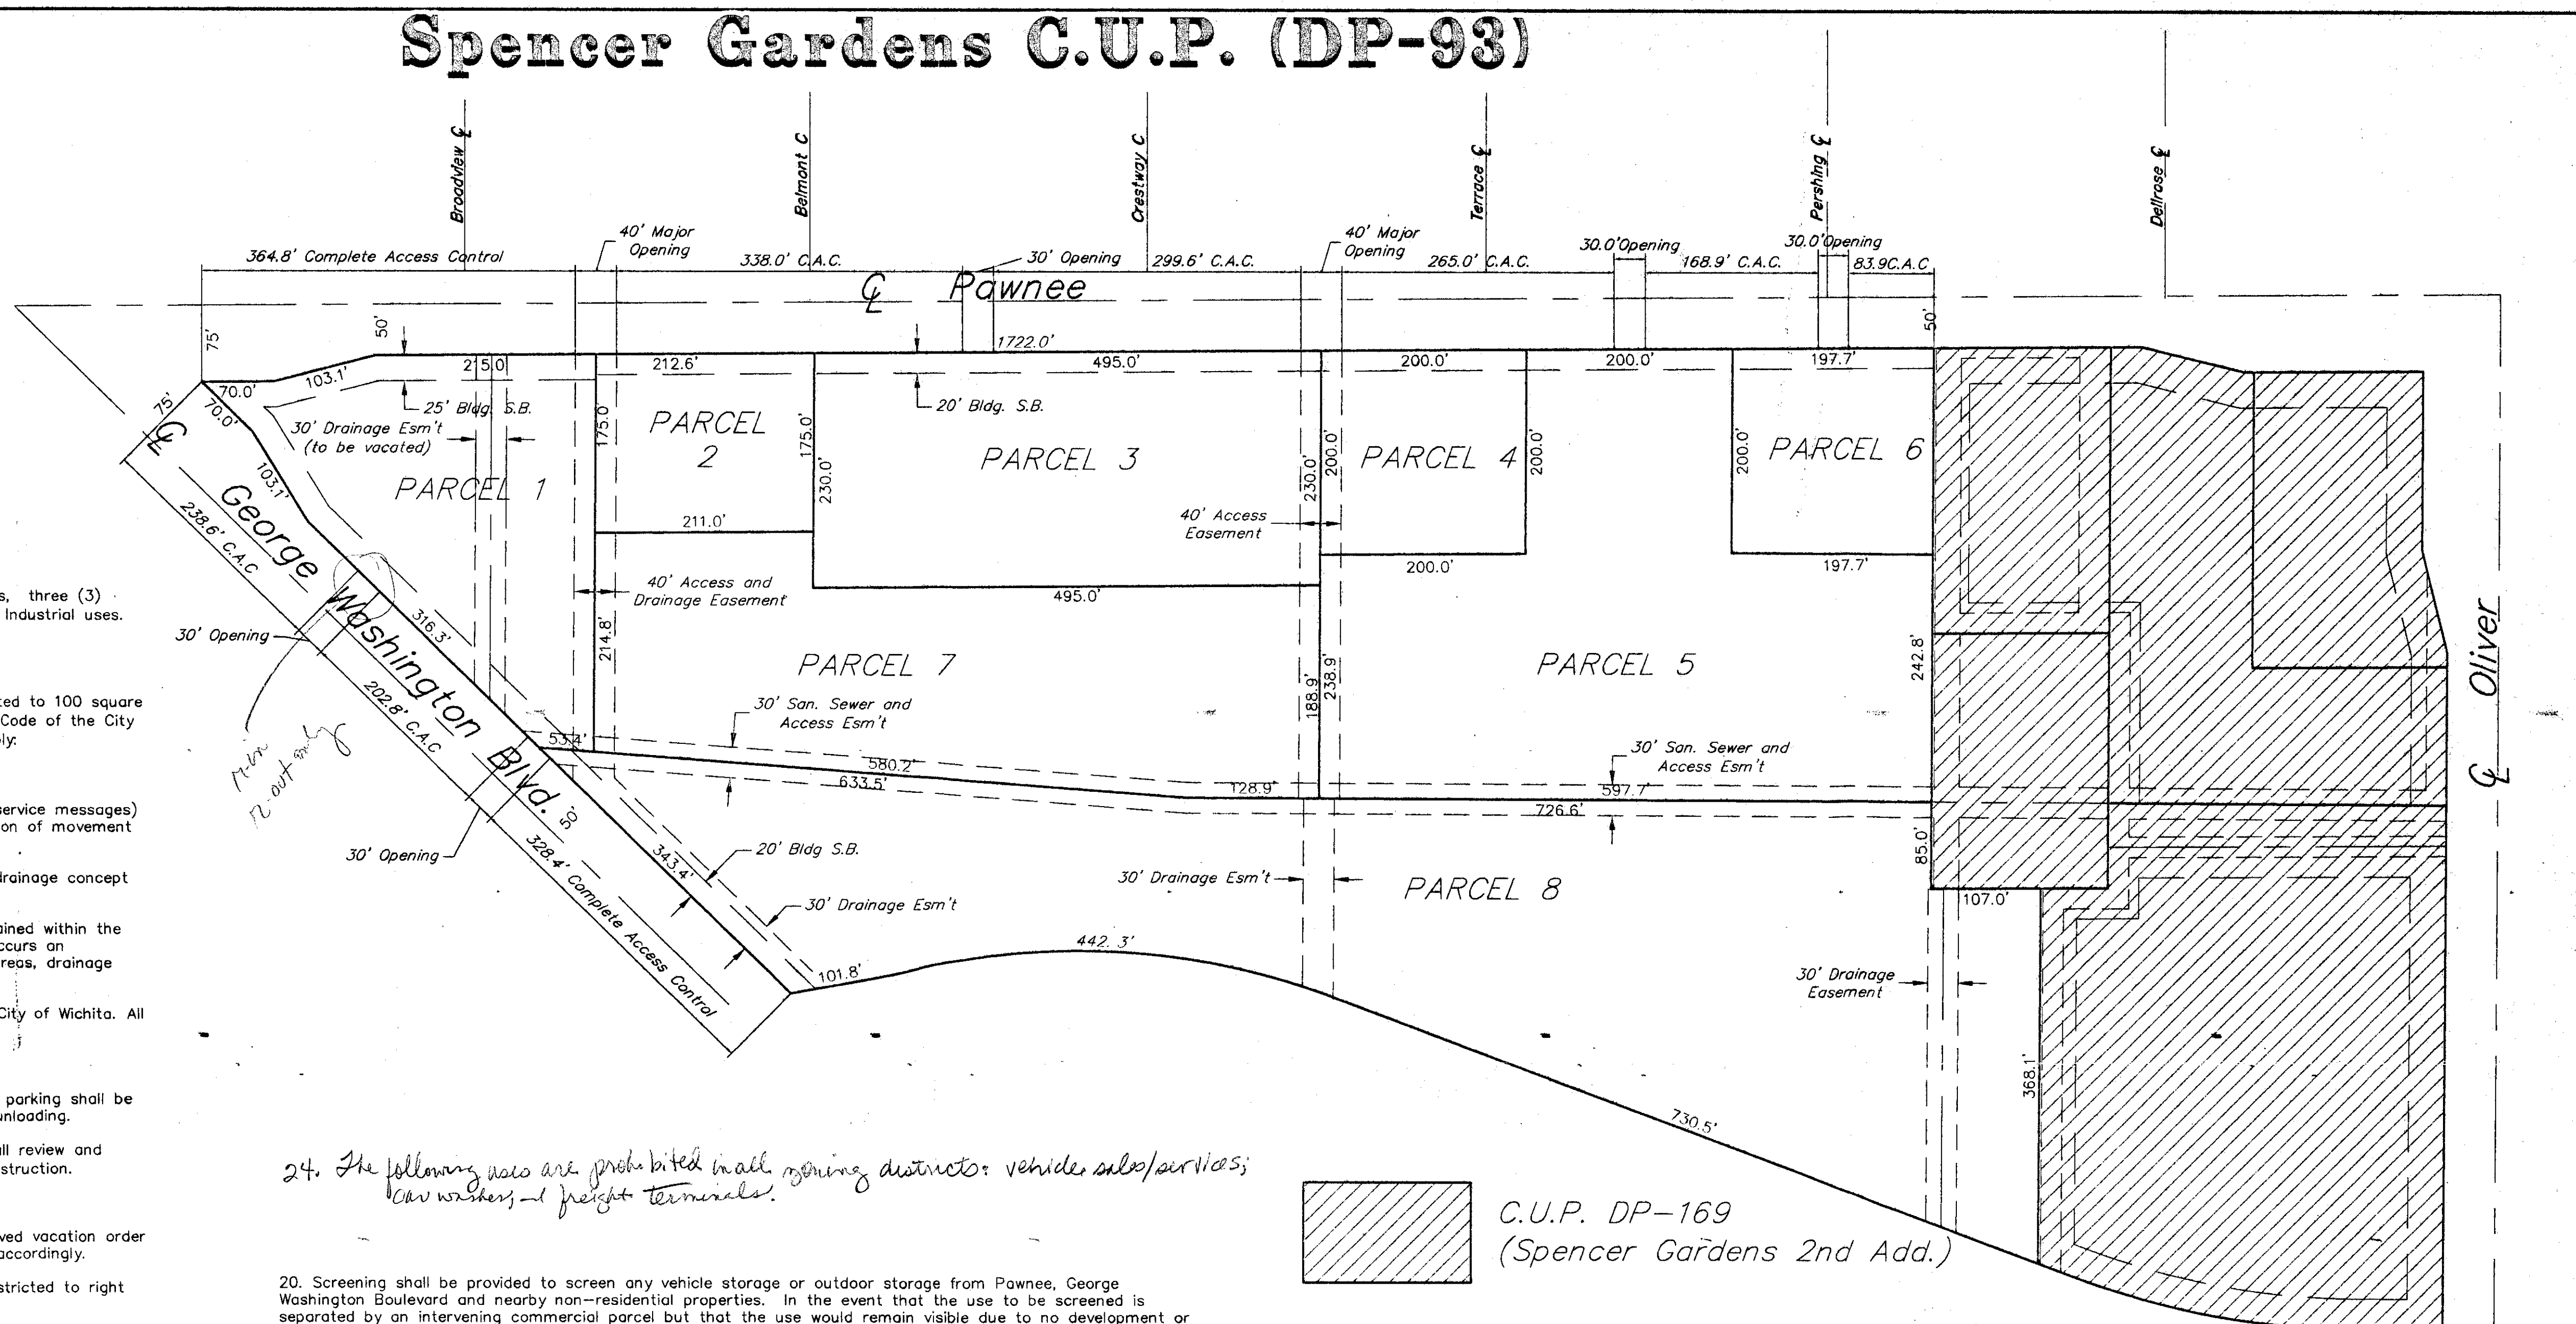 Spencer Gardens C.U.P. (DP-93)
Broadview ℄
Belmont C
Crestway C
Terrace ℄
Pershing ℄
Dellrose ℄
364.8' Complete Access Control
40' Major
Opening
338.0' C.A.C.
30' Opening
299.6' C.A.C.
40' Major
Opening
265.0' C.A.C.
30.0'Opening
168.9' C.A.C.
30.0'Opening
83.9C.A.C
℄ Pawnee
75'
50'
1722.0'
50'
70.0'
103.1'
215.0
212.6'
495.0'
200.0'
200.0'
197.7'
25' Bldg. S.B.
20' Bldg. S.B.
75'
70.0'
103.1'
30' Drainage Esm't
(to be vacated)
PARCEL 1
175.0'
PARCEL
2
175.0'
230.0'
211.0'
PARCEL 3
495.0'
230.0'
200.0'
PARCEL 4
200.0'
200.0'
200.0'
PARCEL 6
197.7'
40' Access
Easement
40' Access and
Drainage Easement
℄ George Washington Blvd.
238.6' C.A.C
30' Opening
316.3'
202.8' C.A.C
30' Opening
50'
328.4' Complete Access Control
343.4'
r-in
r-out only
214.8'
PARCEL 7
PARCEL 5
188.9'
238.9'
242.8'
℄ Oliver
30' San. Sewer and
Access Esm't
30' San. Sewer and
Access Esm't
53.4'
580.2'
633.5'
128.9'
597.7'
726.6'
85.0'
20' Bldg S.B.
30' Drainage Esm't
30' Drainage Esm't
PARCEL 8
107.0'
101.8'
442.3'
30' Drainage
Easement
368.1'
730.5'
s, three (3)
Industrial uses.
ted to 100 square
Code of the City
ply:
service messages)
on of movement
drainage concept
ained within the
ccurs an
reas, drainage
City of Wichita. All
parking shall be
unloading.
all review and
struction.
ved vacation order
accordingly.
stricted to right
24. The following uses are prohibited in all zoning districts: vehicle sales/services;
car washes, and freight terminals.
C.U.P. DP-169
(Spencer Gardens 2nd Add.)
20. Screening shall be provided to screen any vehicle storage or outdoor storage from Pawnee, George
Washington Boulevard and nearby non-residential properties. In the event that the use to be screened is
separated by an intervening commercial parcel but that the use would remain visible due to no development or